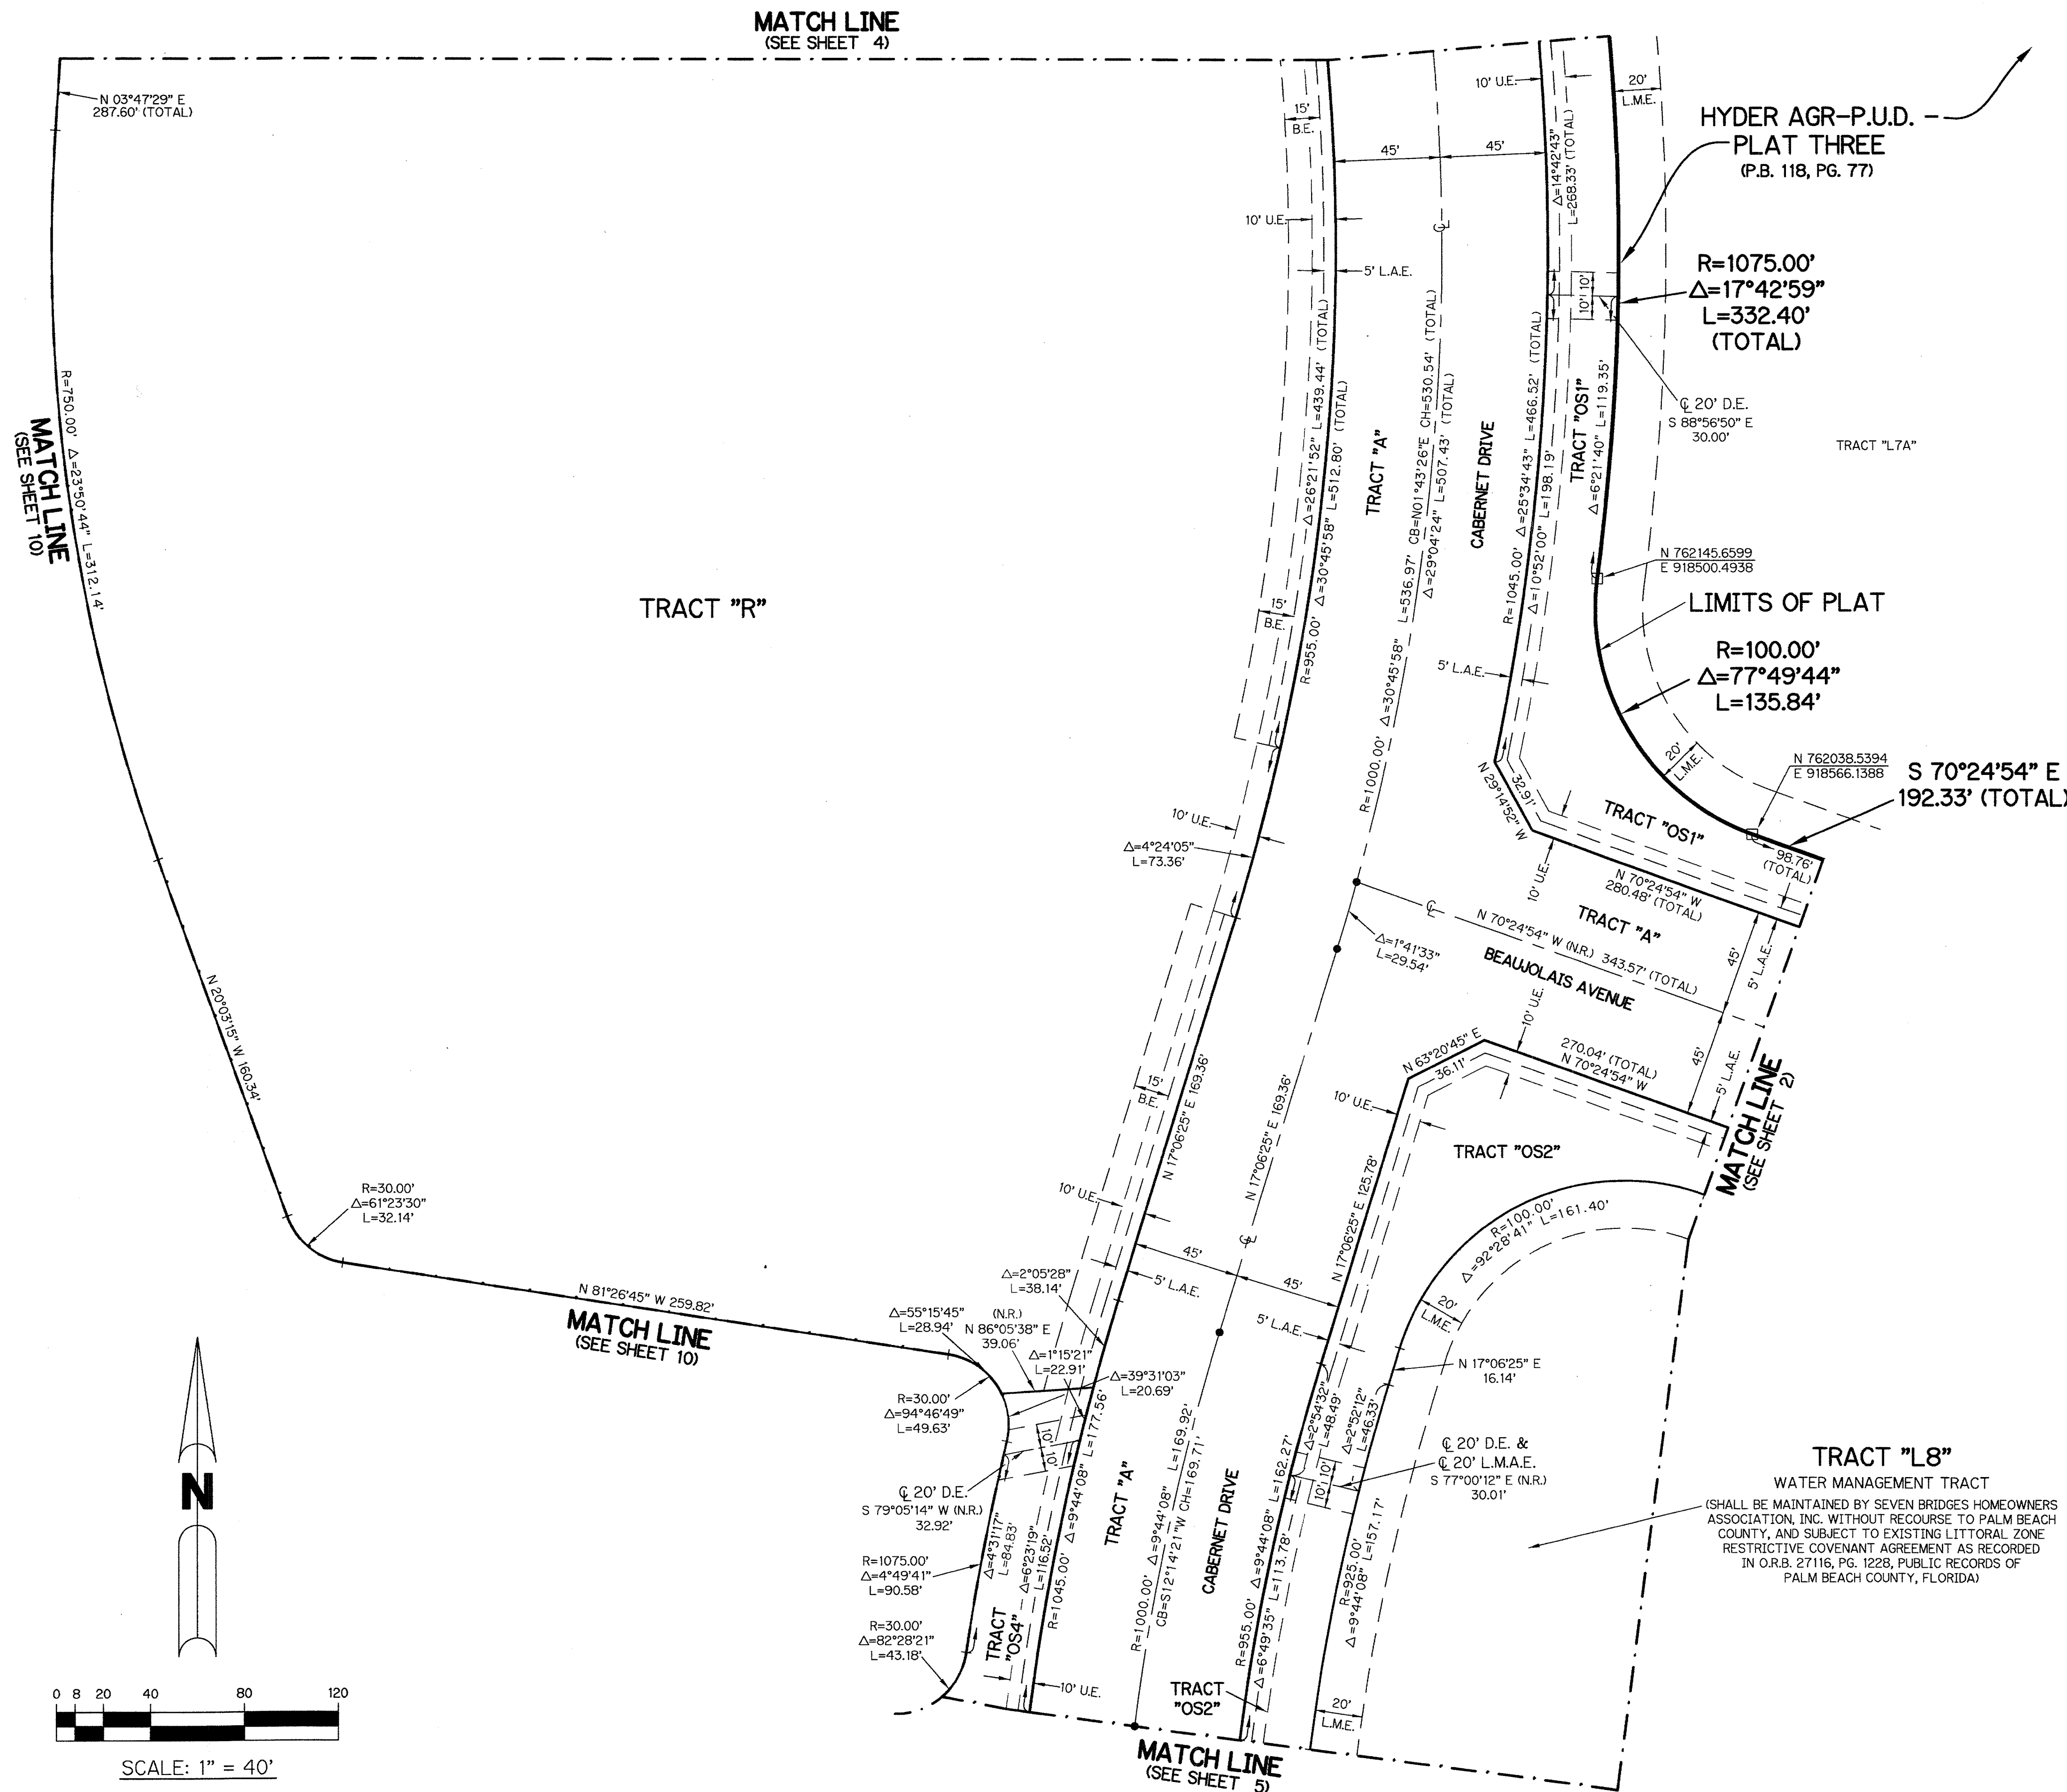 MATCH LINE
(SEE SHEET 4)
N 03°47'29" E
287.60' (TOTAL)
15'
B.E.
45'
45'
10' U.E.
Δ=14°42'43"
L=268.33' (TOTAL)
20'
L.M.E.
HYDER AGR-P.U.D. -
PLAT THREE
(P.B. 118, PG. 77)
10' U.E.
5' L.A.E.
R=1075.00'
Δ=17°42'59"
L=332.40'
(TOTAL)
10' 10'
℄ 20' D.E.
S 88°56'50" E
30.00'
TRACT "L7A"
R=750.00' Δ=23°50'44" L=312.14'
MATCH LINE
(SEE SHEET 10)
TRACT "R"
Δ=26°21'52" L=439.44' (TOTAL)
R=955.00' Δ=30°45'58" L=512.80' (TOTAL)
TRACT "A"
R=1000.00' Δ=30°45'58" L=536.97' CB=N01°43'26"E CH=530.54' (TOTAL)
Δ=29°04'24" L=507.43' (TOTAL)
℄
CABERNET DRIVE
R=1045.00' Δ=25°34'43" L=466.52' (TOTAL)
Δ=10°52'00" L=198.19'
TRACT "OS1"
Δ=6°21'40" L=119.35'
N 762145.6599
E 918500.4938
LIMITS OF PLAT
R=100.00'
Δ=77°49'44"
L=135.84'
15'
B.E.
5' L.A.E.
20'
L.M.E.
N 762038.5394
E 918566.1388
S 70°24'54" E
192.33' (TOTAL)
32.91'
N 29°14'52" W
TRACT "OS1"
98.76'
(TOTAL)
10' U.E.
Δ=4°24'05"
L=73.36'
10' U.E.
N 70°24'54" W
280.48' (TOTAL)
TRACT "A"
℄
N 70°24'54" W (N.R.) 343.57' (TOTAL)
BEAUJOLAIS AVENUE
Δ=1°41'33"
L=29.54'
45'
5' L.A.E.
10' U.E.
45'
5' L.A.E.
270.04' (TOTAL)
N 70°24'54" W
N 63°20'45" E
36.11'
MATCH LINE
(SEE SHEET 2)
N 20°03'15" W 160.34'
15'
B.E.
N 17°06'25" E 169.36'
N 17°06'25" E 169.36'
10' U.E.
TRACT "OS2"
N 17°06'25" E 125.78'
R=100.00'
Δ=92°28'41" L=161.40'
R=30.00'
Δ=61°23'30"
L=32.14'
10' U.E.
℄
45'
45'
5' L.A.E.
5' L.A.E.
20'
L.M.E.
N 81°26'45" W 259.82'
MATCH LINE
(SEE SHEET 10)
Δ=2°05'28"
L=38.14'
Δ=55°15'45"
L=28.94'
(N.R.)
N 86°05'38" E
39.06'
Δ=1°15'21"
L=22.91'
Δ=39°31'03"
L=20.69'
N 17°06'25" E
16.14'
R=30.00'
Δ=94°46'49"
L=49.63'
10' 10'
℄ 20' D.E.
S 79°05'14" W (N.R.)
32.92'
R=1075.00'
Δ=4°49'41"
L=90.58'
R=30.00'
Δ=82°28'21"
L=43.18'
Δ=4°31'17"
L=84.83'
Δ=6°23'19"
L=116.52'
R=1045.00' Δ=9°44'08" L=177.56'
TRACT
"OS4"
TRACT "A"
R=1000.00' Δ=9°44'08" L=169.92'
CB=S12°14'21"W CH=169.71'
CABERNET DRIVE
R=955.00' Δ=9°44'08" L=162.27'
Δ=6°49'35" L=113.78'
Δ=2°54'32"
L=48.49'
Δ=2°52'12"
L=46.33'
10' 10'
℄ 20' D.E. &
℄ 20' L.M.A.E.
S 77°00'12" E (N.R.)
30.01'
R=925.00'
Δ=9°44'08" L=157.17'
10' U.E.
TRACT
"OS2"
20'
L.M.E.
MATCH LINE
(SEE SHEET 5)
TRACT "L8"
WATER MANAGEMENT TRACT
(SHALL BE MAINTAINED BY SEVEN BRIDGES HOMEOWNERS
ASSOCIATION, INC. WITHOUT RECOURSE TO PALM BEACH
COUNTY, AND SUBJECT TO EXISTING LITTORAL ZONE
RESTRICTIVE COVENANT AGREEMENT AS RECORDED
IN O.R.B. 27116, PG. 1228, PUBLIC RECORDS OF
PALM BEACH COUNTY, FLORIDA)
N
0 8 20 40 80 120
SCALE: 1" = 40'